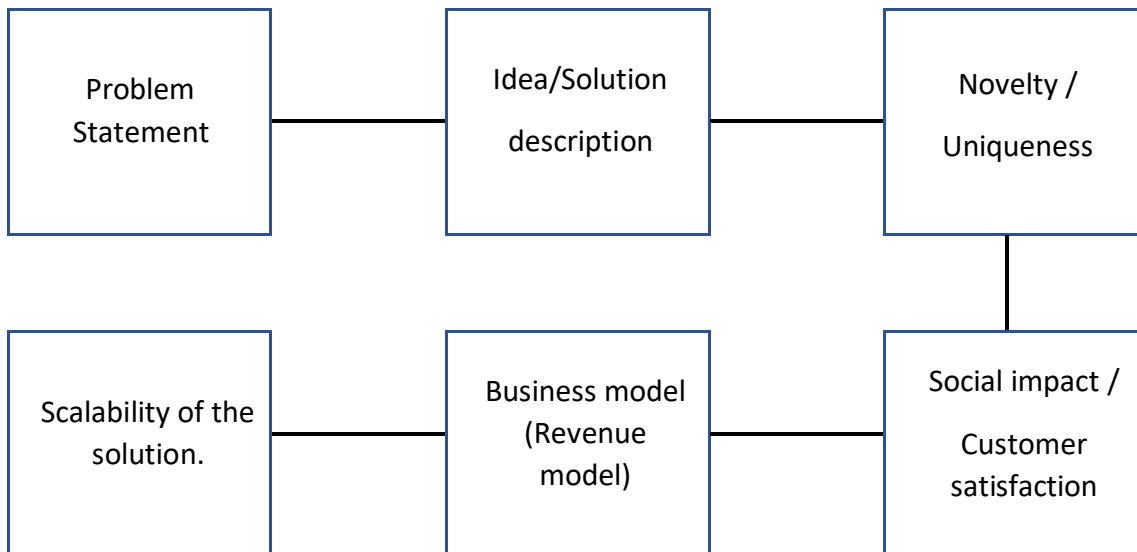 Problem
Statement
Idea/Solution
description
Novelty /
Uniqueness
Social impact /
Customer
satisfaction
Business model
(Revenue
model)
Scalability of the
solution.